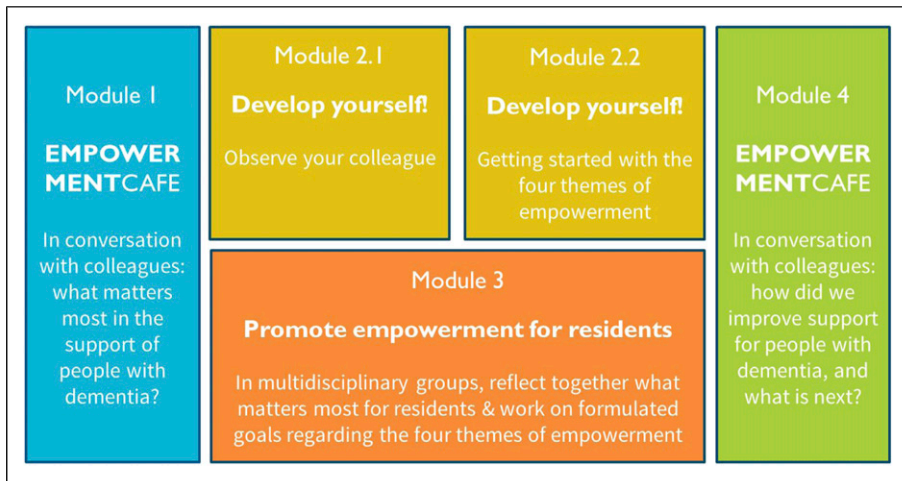 Module 1
EMPOWER
MENTCAFE
In conversation
with colleagues:
what matters
most in the
support of
people with
dementia?
Module 2.1
Develop yourself!
Observe your colleague
Module 2.2
Develop yourself!
Getting started with the
four themes of
empowerment
Module 3
Promote empowerment for residents
In multidisciplinary groups, reflect together what
matters most for residents & work on formulated
goals regarding the four themes of empowerment
Module 4
EMPOWER
MENTCAFE
In conversation
with colleagues:
how did we
improve support
for people with
dementia, and
what is next?